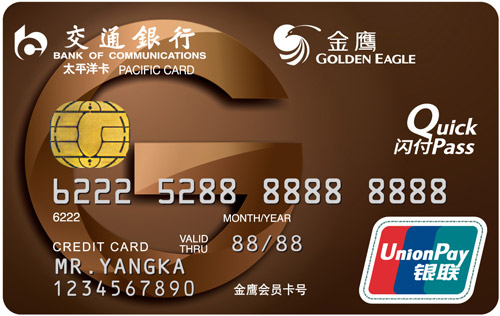 交通銀行
BANK OF COMMUNICATIONS
太平洋卡 PACIFIC CARD
金鹰
GOLDEN EAGLE
Quick
闪付Pass
6222 5288 8888 8888
6222
MONTH/YEAR
CREDIT CARD VALID THRU 88/88
MR.YANGKA
1234567890 金鹰会员卡号
UnionPay
银联